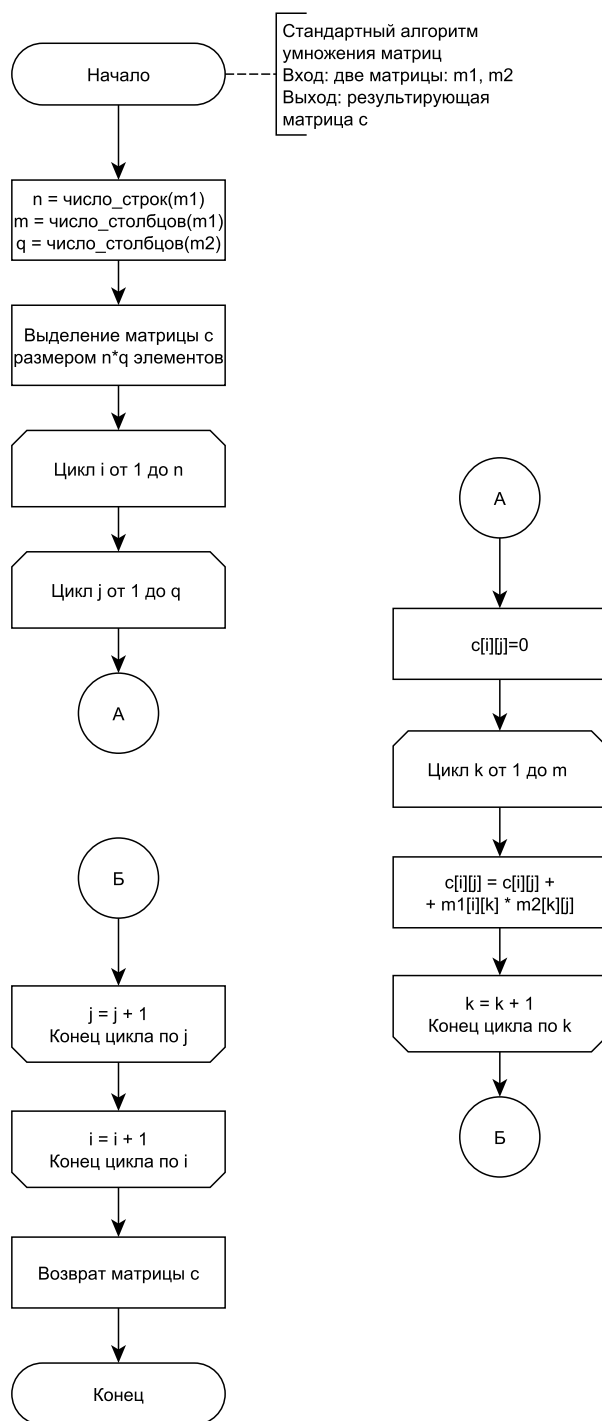 Начало
Стандартный алгоритм
умножения матриц
Вход: две матрицы: m1, m2
Выход: результирующая
матрица c
n = число_строк(m1)
m = число_столбцов(m1)
q = число_столбцов(m2)
Выделение матрицы c
размером n*q элементов
Цикл i от 1 до n
Цикл j от 1 до q
А
А
c[i][j]=0
Цикл k от 1 до m
c[i][j] = c[i][j] +
+ m1[i][k] * m2[k][j]
k = k + 1
Конец цикла по k
Б
Б
j = j + 1
Конец цикла по j
i = i + 1
Конец цикла по i
Возврат матрицы c
Конец